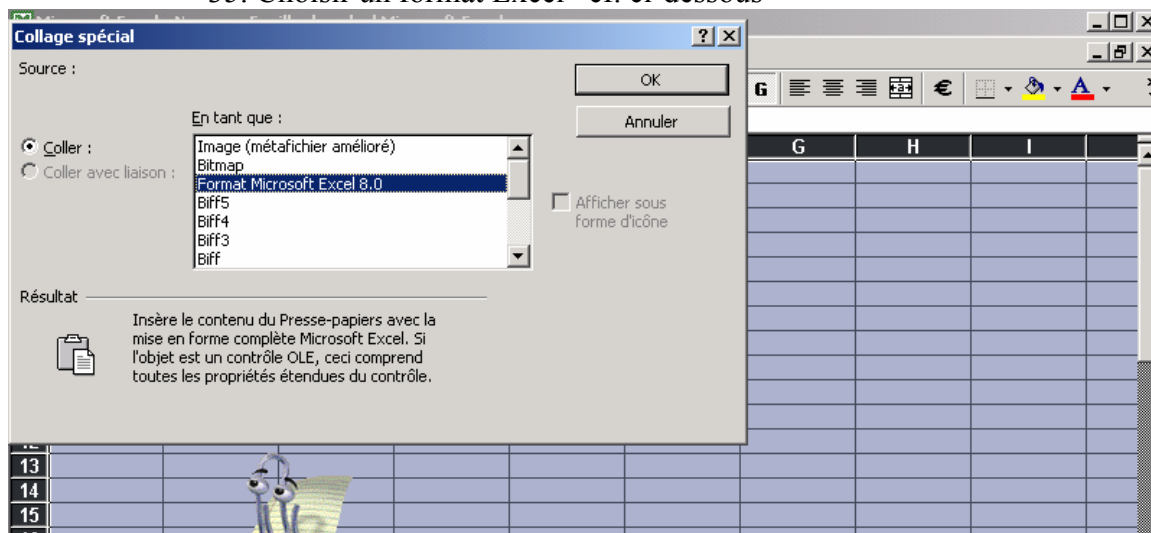 Collage spécial
Source :
OK
En tant que :
Annuler
Coller :
Image (métafichier amélioré)
Coller avec liaison :
Bitmap
Format Microsoft Excel 8.0
Biff5
Afficher sous
forme d'icône
Biff4
Biff3
Biff
Résultat
Insère le contenu du Presse-papiers avec la
mise en forme complète Microsoft Excel. Si
l'objet est un contrôle OLE, ceci comprend
toutes les propriétés étendues du contrôle.
G € A
G H I
13
14
15